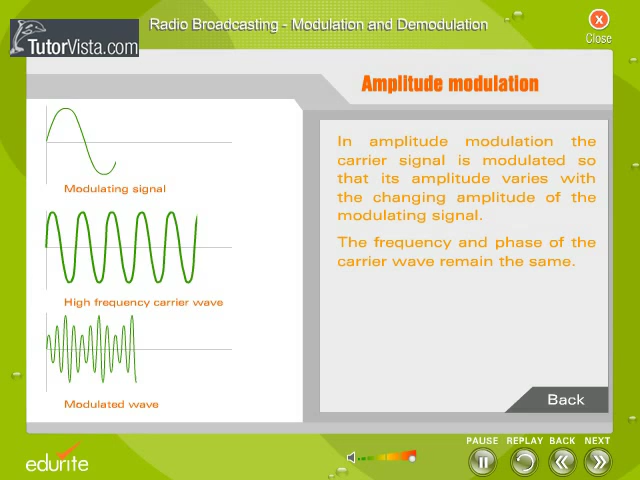 Radio Broadcasting - Modulation and Demodulation
TutorVista.com
Close
Amplitude modulation
In amplitude modulation the
carrier signal is modulated so
that its amplitude varies with
the changing amplitude of the
modulating signal.
The frequency and phase of the
carrier wave remain the same.
Modulating signal
High frequency carrier wave
Modulated wave
Back
PAUSE REPLAY BACK NEXT
edurite